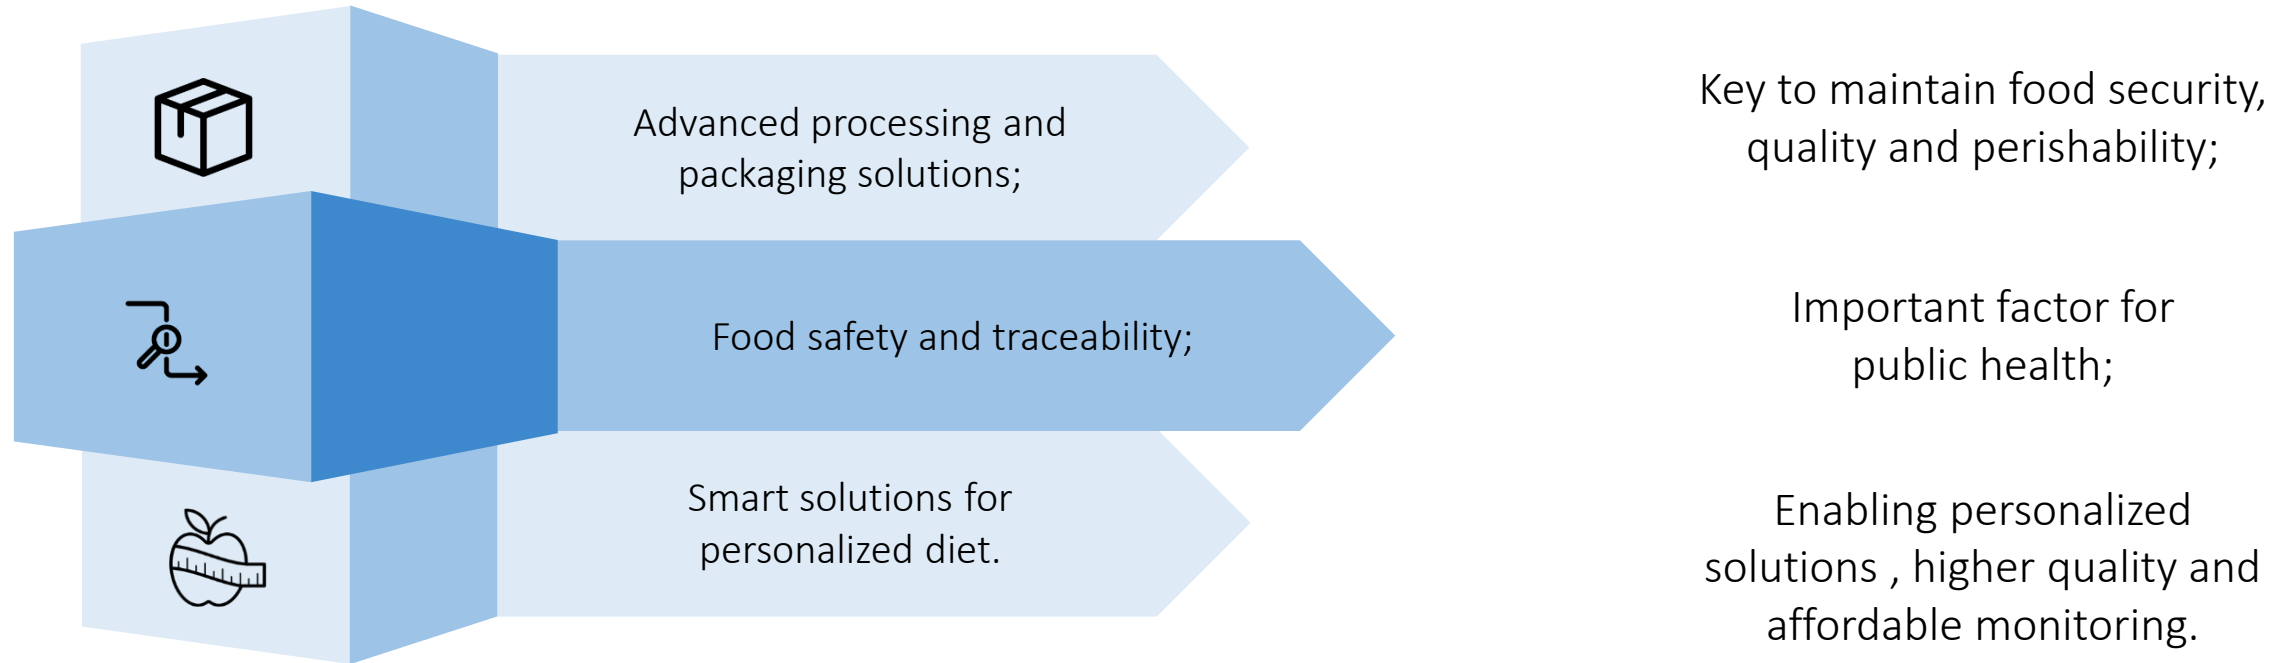 Advanced processing and
packaging solutions;
Key to maintain food security,
quality and perishability;
Food safety and traceability;
Important factor for
public health;
Smart solutions for
personalized diet.
Enabling personalized
solutions , higher quality and
affordable monitoring.